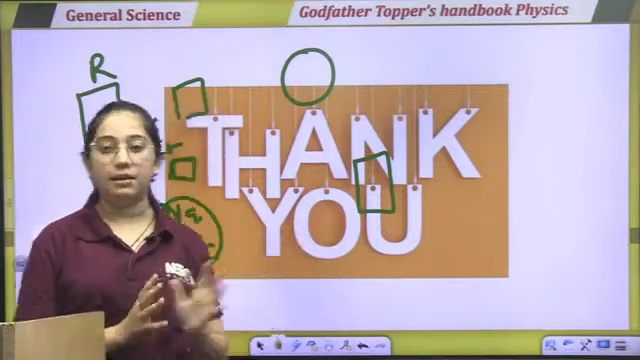 General Science
Godfather Topper's handbook Physics
R
THANK
YOU